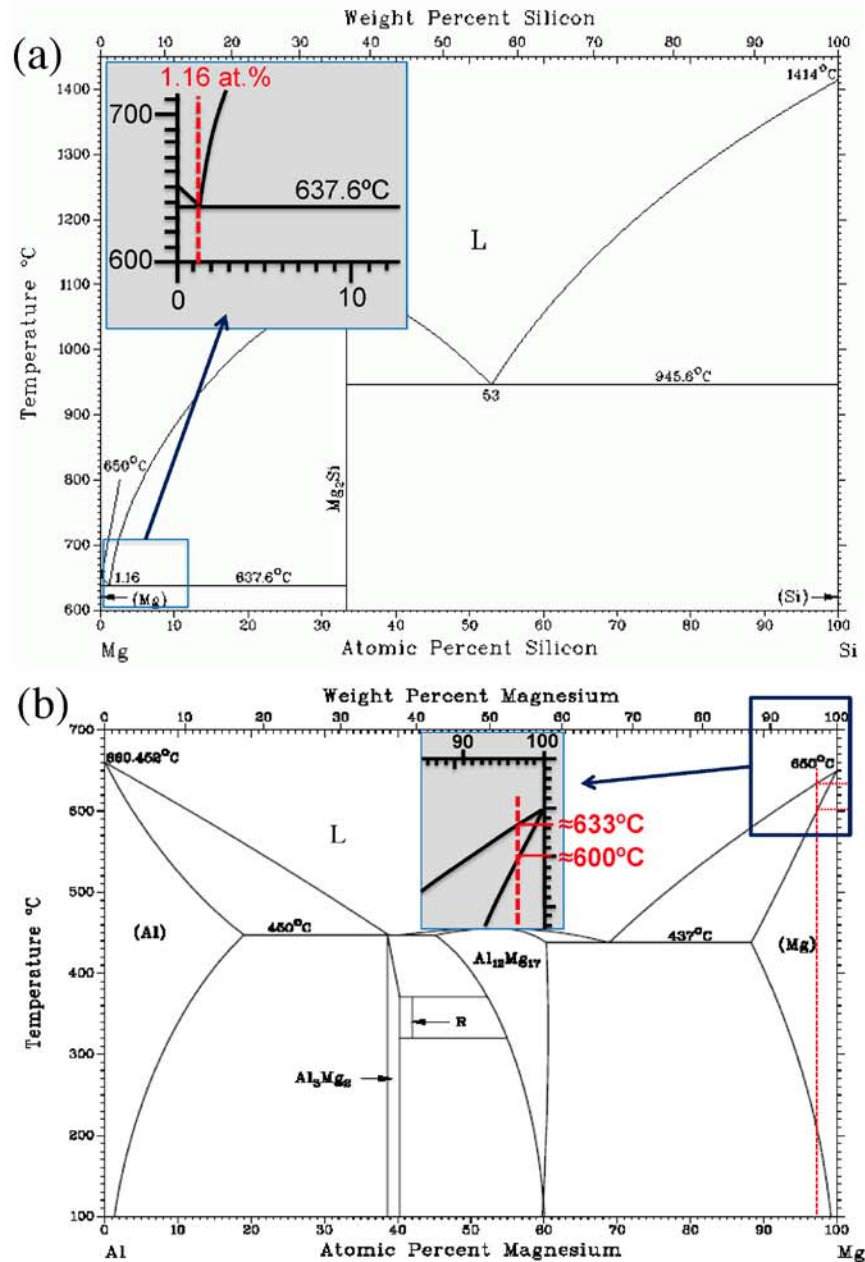 (a)
Weight Percent Silicon
0 10 20 30 40 50 60 70 80 90 100
1.16 at.%
700
637.6ºC
600
0 10
1414°C
L
Temperature °C
1400
1300
1200
1100
1000
900
800
700
600
945.6°C
53
650°C
Mg₂Si
1.16
637.6°C
(Mg)
(Si)
0 10 20 30 40 50 60 70 80 90 100
Mg Atomic Percent Silicon Si
(b)
Weight Percent Magnesium
0 10 20 30 40 50 60 70 80 90 100
90 100
≈633ºC
≈600ºC
660.452°C
650°C
L
Temperature °C
700
600
500
400
300
200
100
(Al)
450°C
Al₁₂Mg₁₇
437°C
(Mg)
R
Al₃Mg₂
0 10 20 30 40 50 60 70 80 90 100
Al Atomic Percent Magnesium Mg